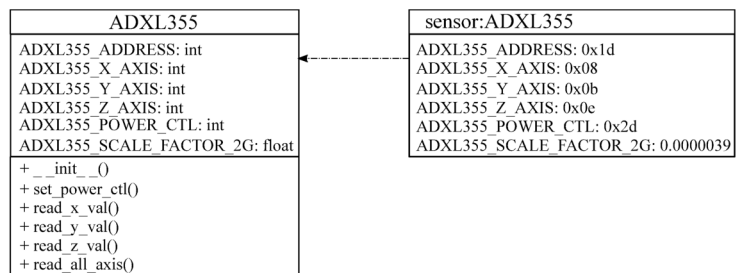 ADXL355
ADXL355_ADDRESS: int
ADXL355_X_AXIS: int
ADXL355_Y_AXIS: int
ADXL355_Z_AXIS: int
ADXL355_POWER_CTL: int
ADXL355_SCALE_FACTOR_2G: float
+ _ _init_ _()
+ set_power_ctl()
+ read_x_val()
+ read_y_val()
+ read_z_val()
+ read_all_axis()
sensor:ADXL355
ADXL355_ADDRESS: 0x1d
ADXL355_X_AXIS: 0x08
ADXL355_Y_AXIS: 0x0b
ADXL355_Z_AXIS: 0x0e
ADXL355_POWER_CTL: 0x2d
ADXL355_SCALE_FACTOR_2G: 0.0000039